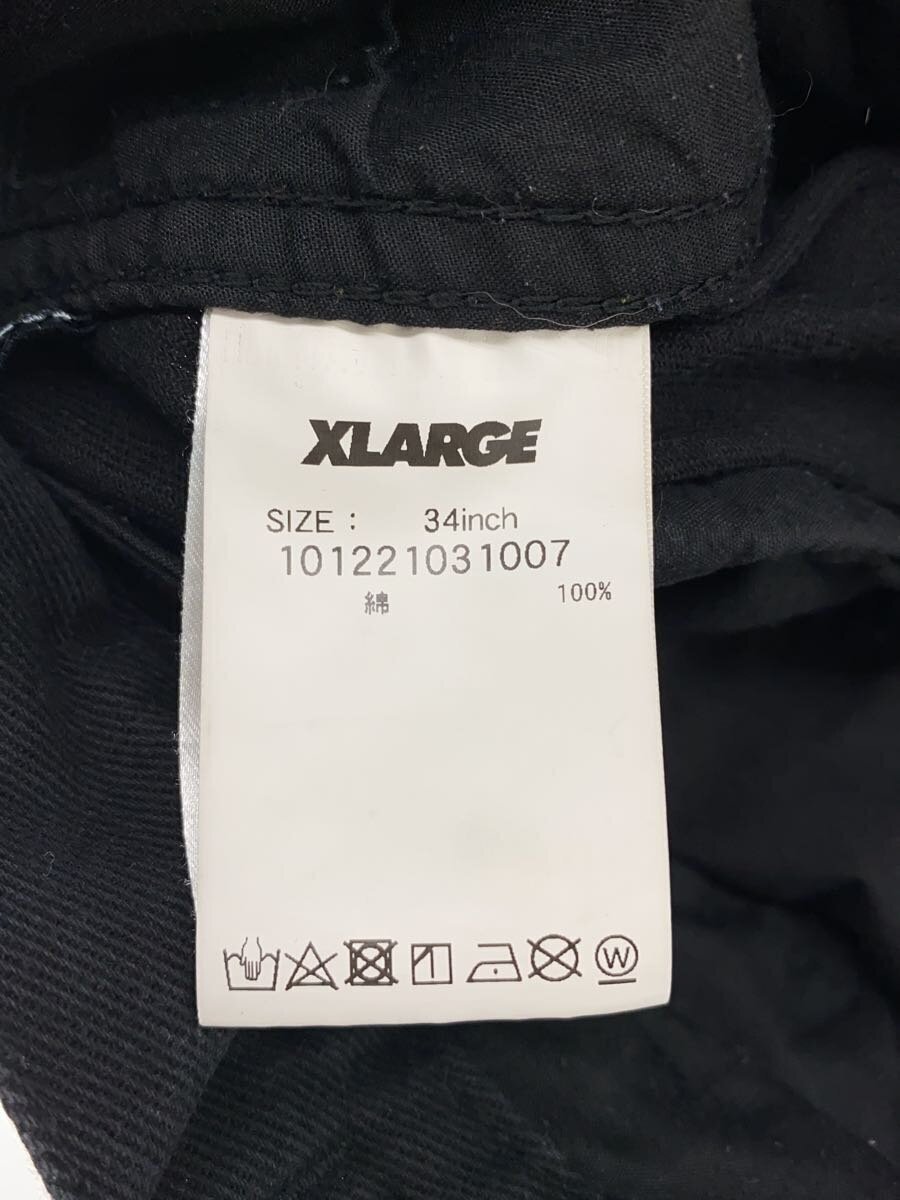 XLARGE
SIZE : 34inch
101221031007
綿 100%
W